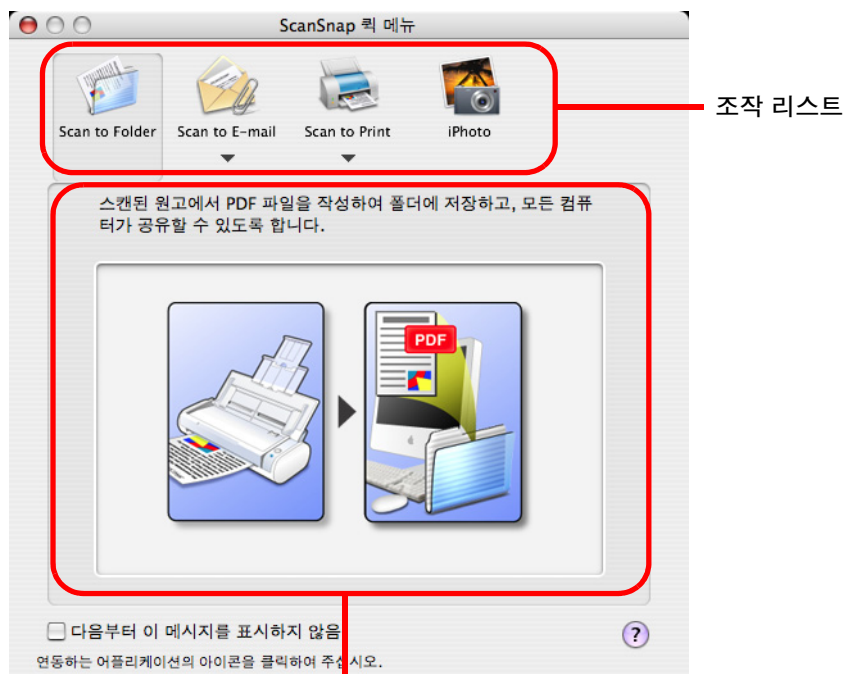 ScanSnap 퀵 메뉴
Scan to Folder
Scan to E-mail
Scan to Print
iPhoto
조작 리스트
스캔된 원고에서 PDF 파일을 작성하여 폴더에 저장하고, 모든 컴퓨
터가 공유할 수 있도록 합니다.
PDF
다음부터 이 메시지를 표시하지 않음
?
연동하는 어플리케이션의 아이콘을 클릭하여 주십시오.